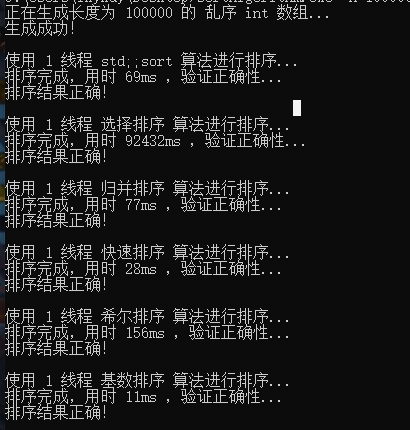 正在生成长度为 100000 的 乱序 int 数组...
生成成功!
使用 1 线程 std;;sort 算法进行排序...
排序完成，用时 69ms ，验证正确性...
排序结果正确!
使用 1 线程 选择排序 算法进行排序...
排序完成，用时 92432ms ，验证正确性...
排序结果正确!
使用 1 线程 归并排序 算法进行排序...
排序完成，用时 77ms ，验证正确性...
排序结果正确!
使用 1 线程 快速排序 算法进行排序...
排序完成，用时 28ms ，验证正确性...
排序结果正确!
使用 1 线程 希尔排序 算法进行排序...
排序完成，用时 156ms ，验证正确性...
排序结果正确!
使用 1 线程 基数排序 算法进行排序...
排序完成，用时 11ms ，验证正确性...
排序结果正确!